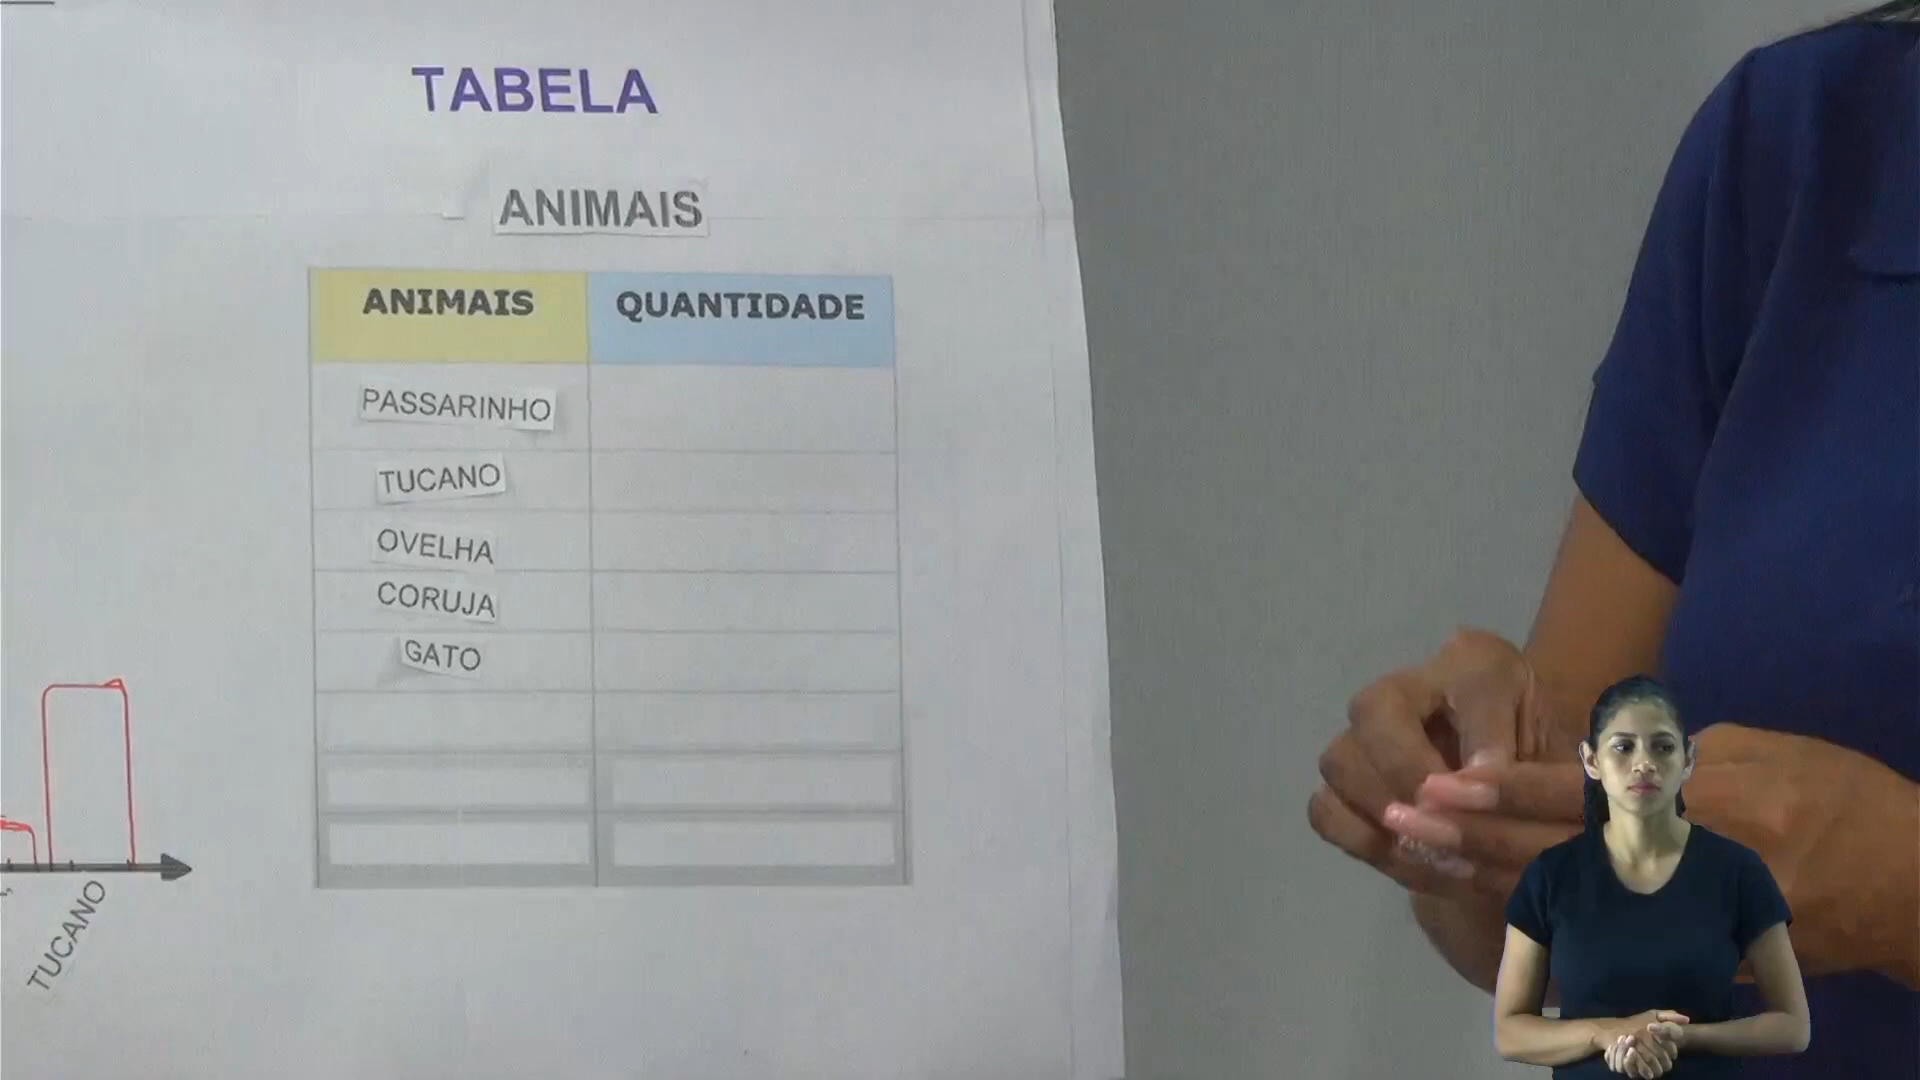 TABELA
ANIMAIS
ANIMAIS QUANTIDADE
PASSARINHO
TUCANO
OVELHA
CORUJA
GATO
TUCANO